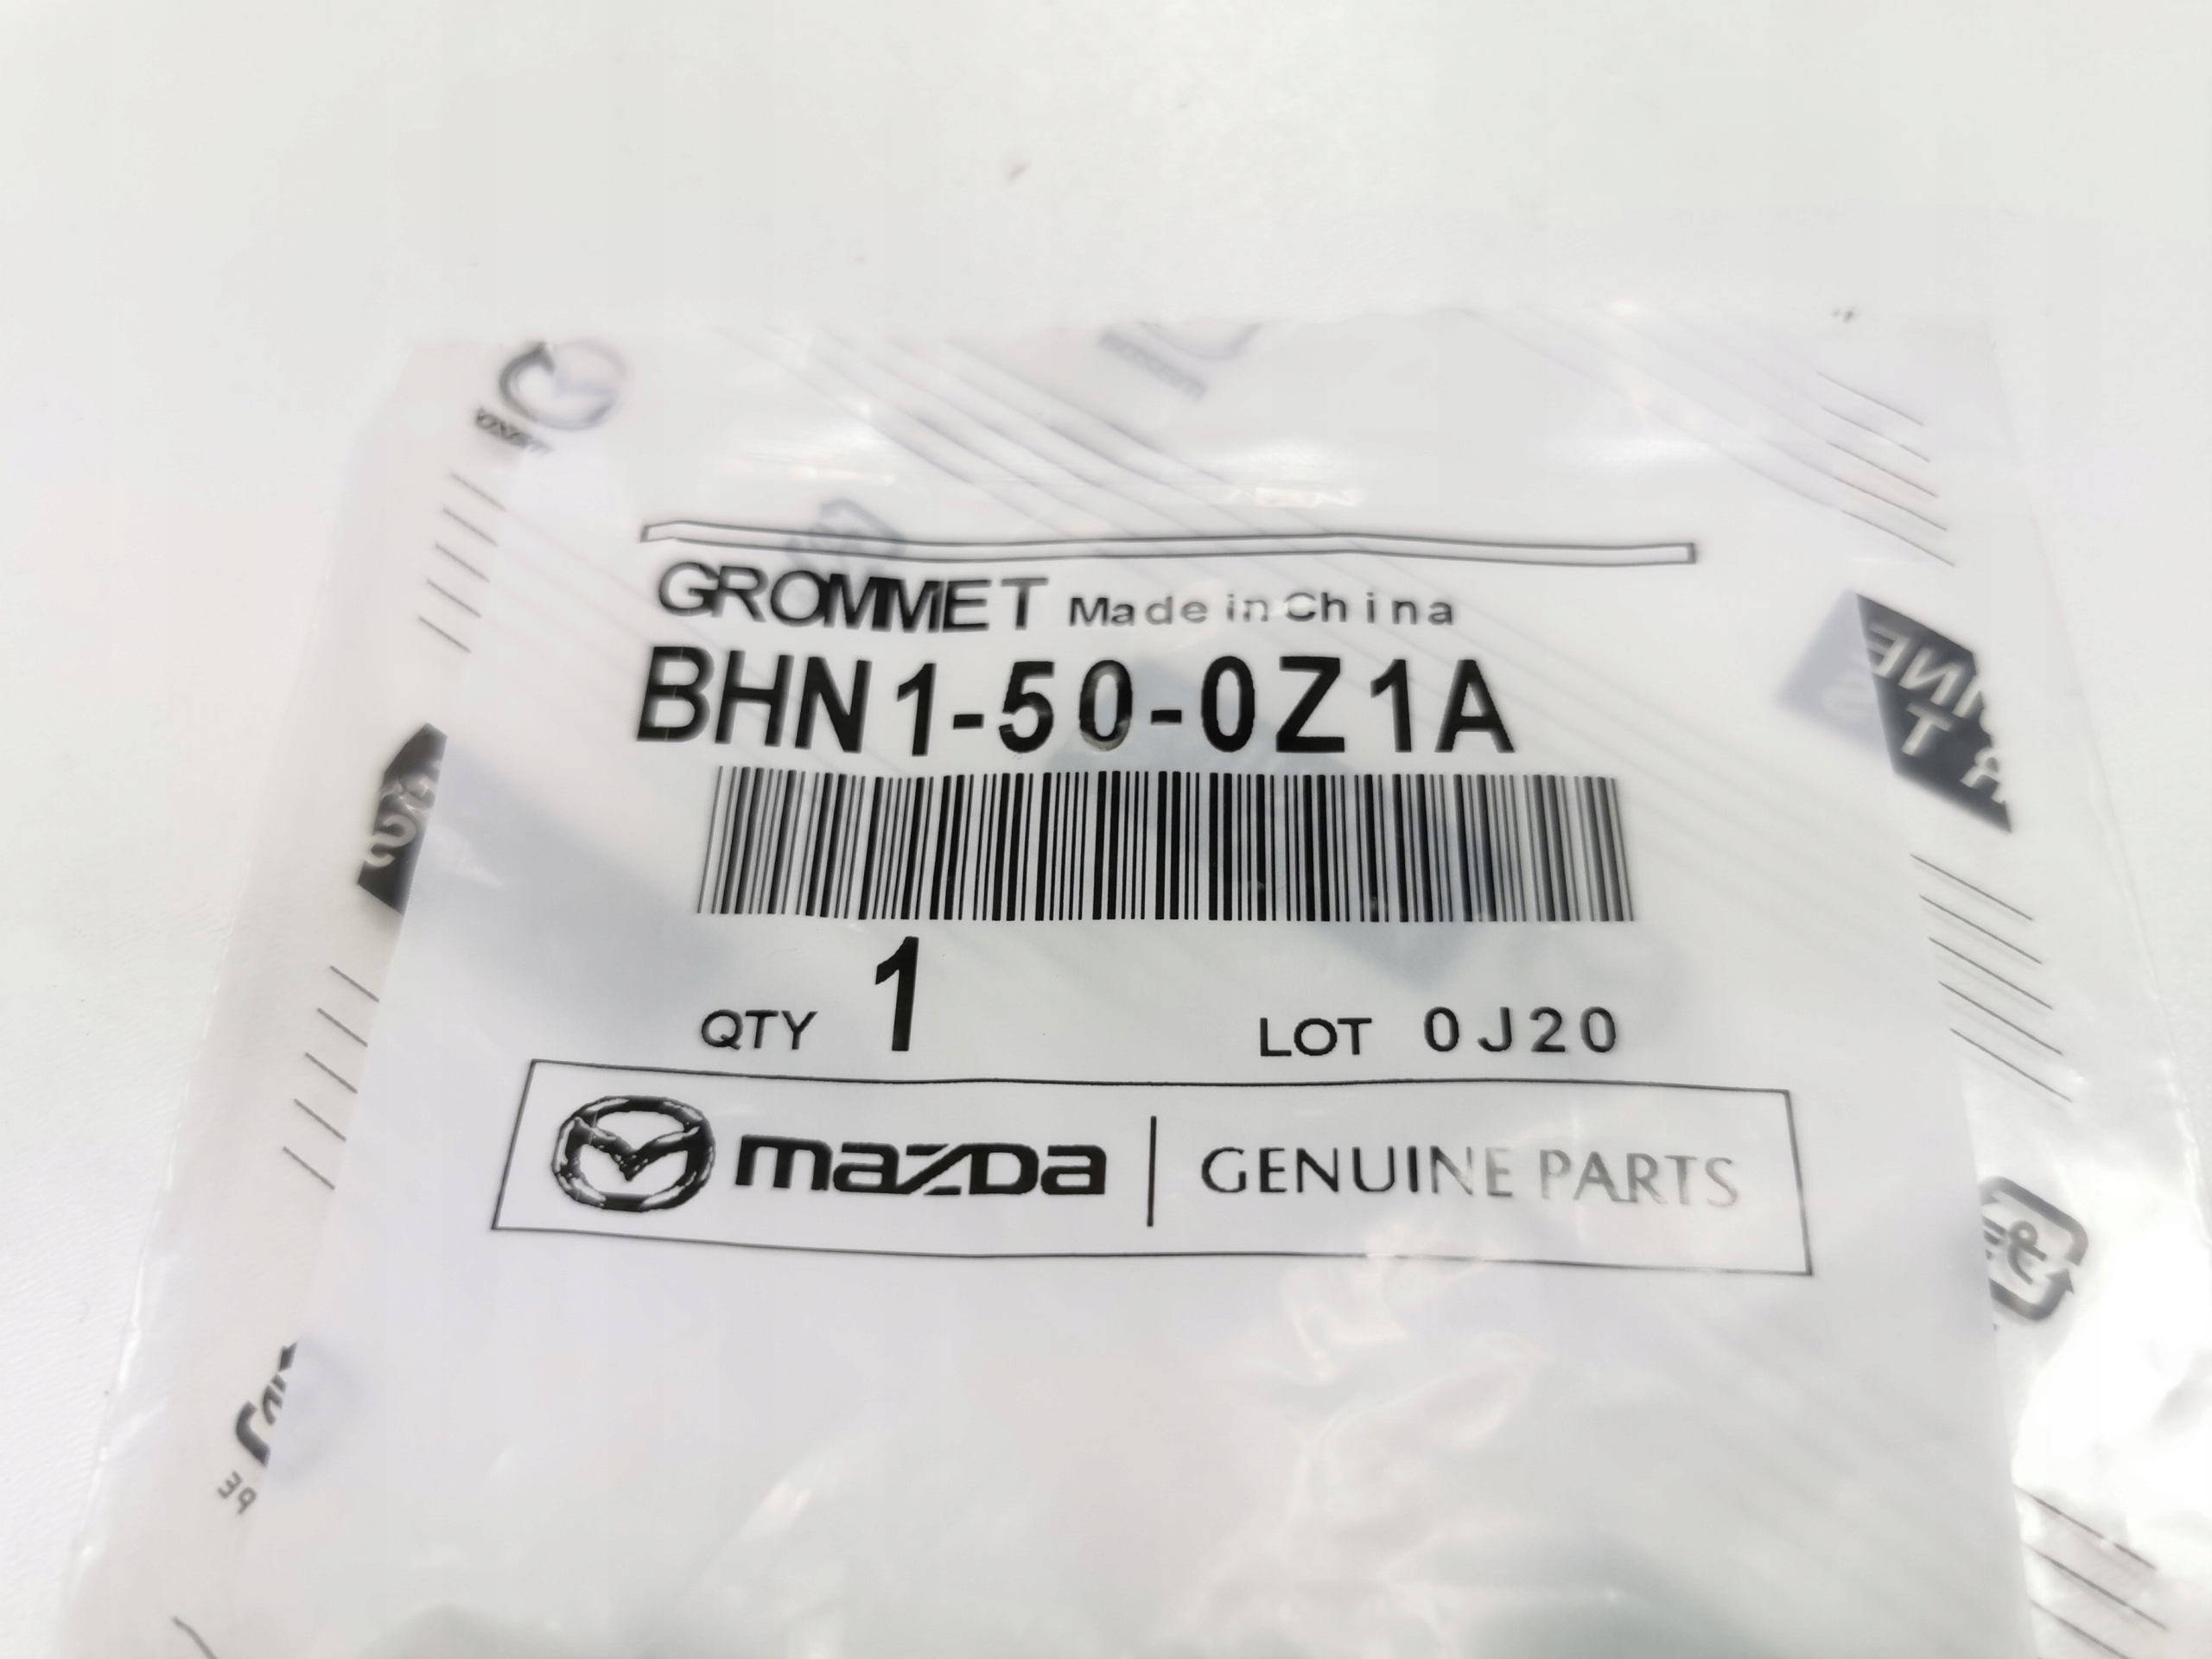 GROMMET Made in China
BHN1-50-0Z1A
QTY 1 LOT 0J20
mazda GENUINE PARTS